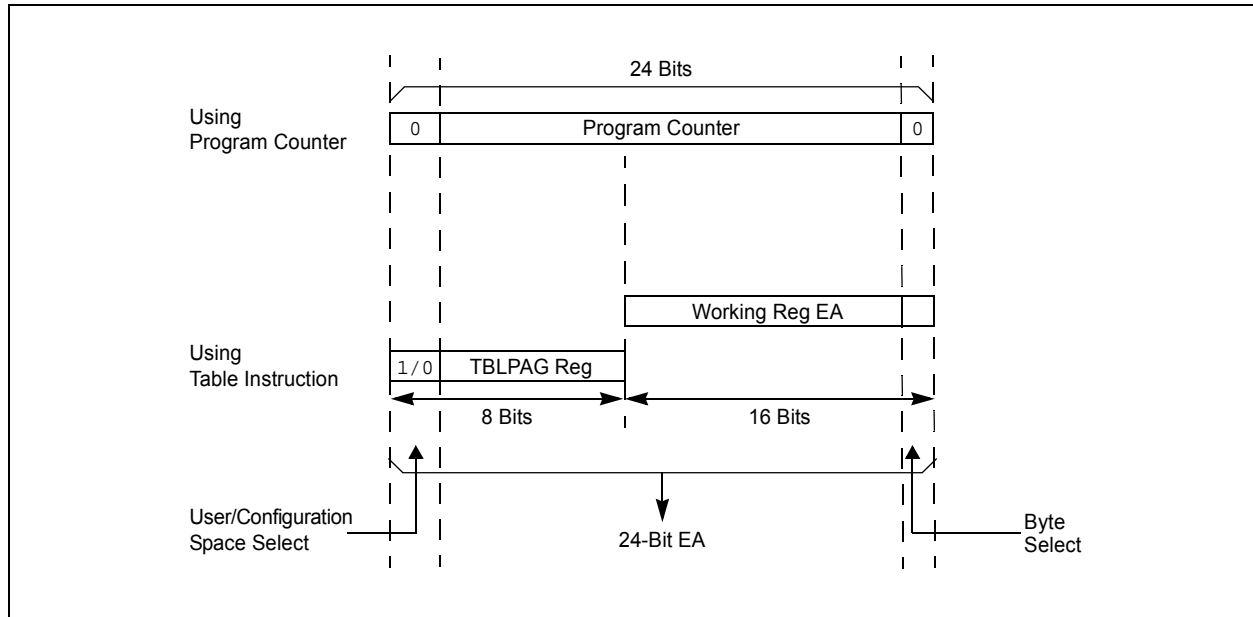 24 Bits
Using
Program Counter
0
Program Counter
0
Working Reg EA
Using
Table Instruction
1/0
TBLPAG Reg
8 Bits
16 Bits
User/Configuration
Space Select
24-Bit EA
Byte
Select